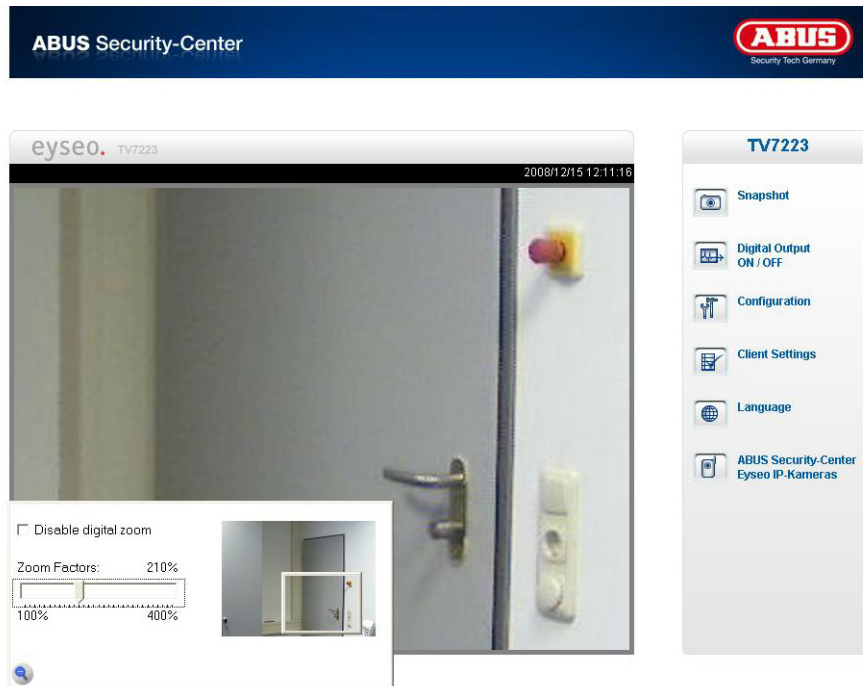 ABUS Security-Center
ABUS
Security Tech Germany
eyseo. TV7223
2008/12/15 12:11:16
Disable digital zoom
Zoom Factors: 210%
100% 400%
TV7223
Snapshot
Digital Output
ON / OFF
Configuration
Client Settings
Language
ABUS Security-Center
Eyseo IP-Kameras